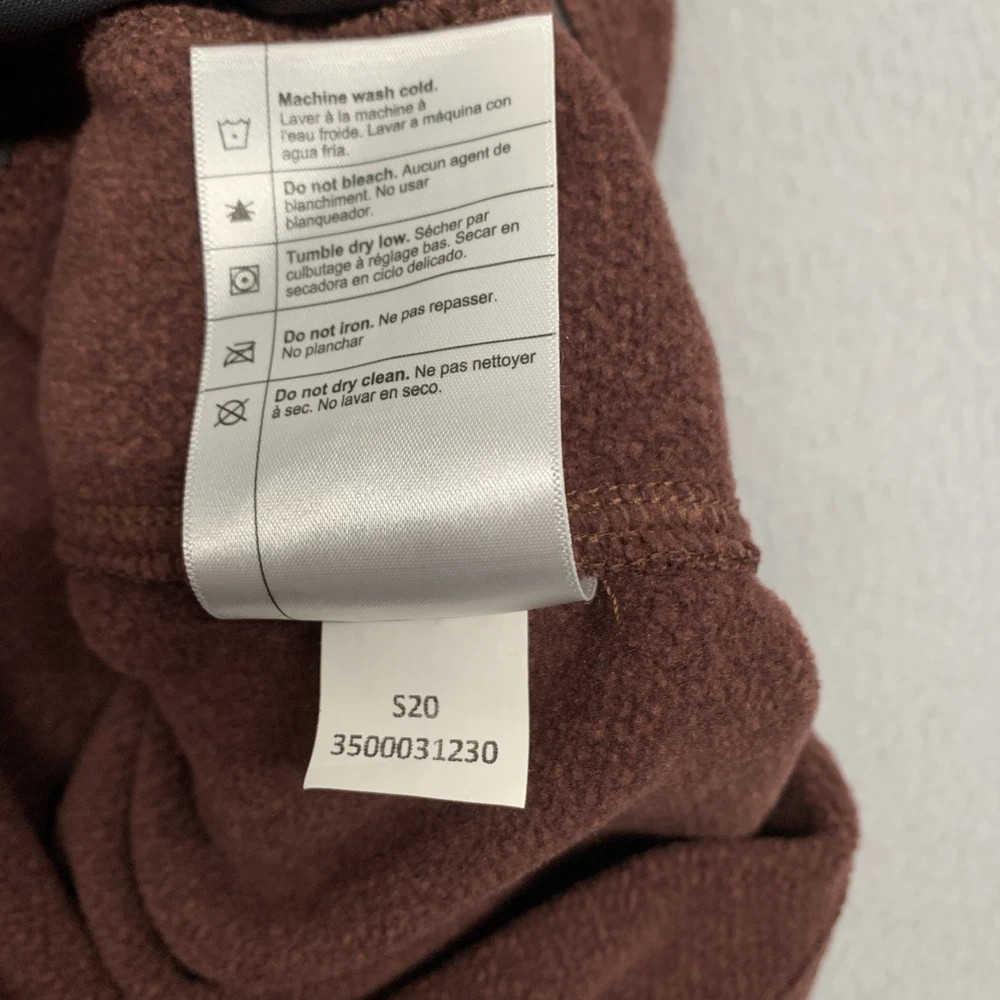 Machine wash cold.
Laver à la machine à
l'eau froide. Lavar a máquina con
agua fria.
Do not bleach. Aucun agent de
blanchiment. No usar
blanqueador.
Tumble dry low. Sécher par
culbutage à réglage bas. Secar en
secadora en ciclo delicado.
Do not iron. Ne pas repasser.
No planchar
Do not dry clean. Ne pas nettoyer
à sec. No lavar en seco.
S20
3500031230